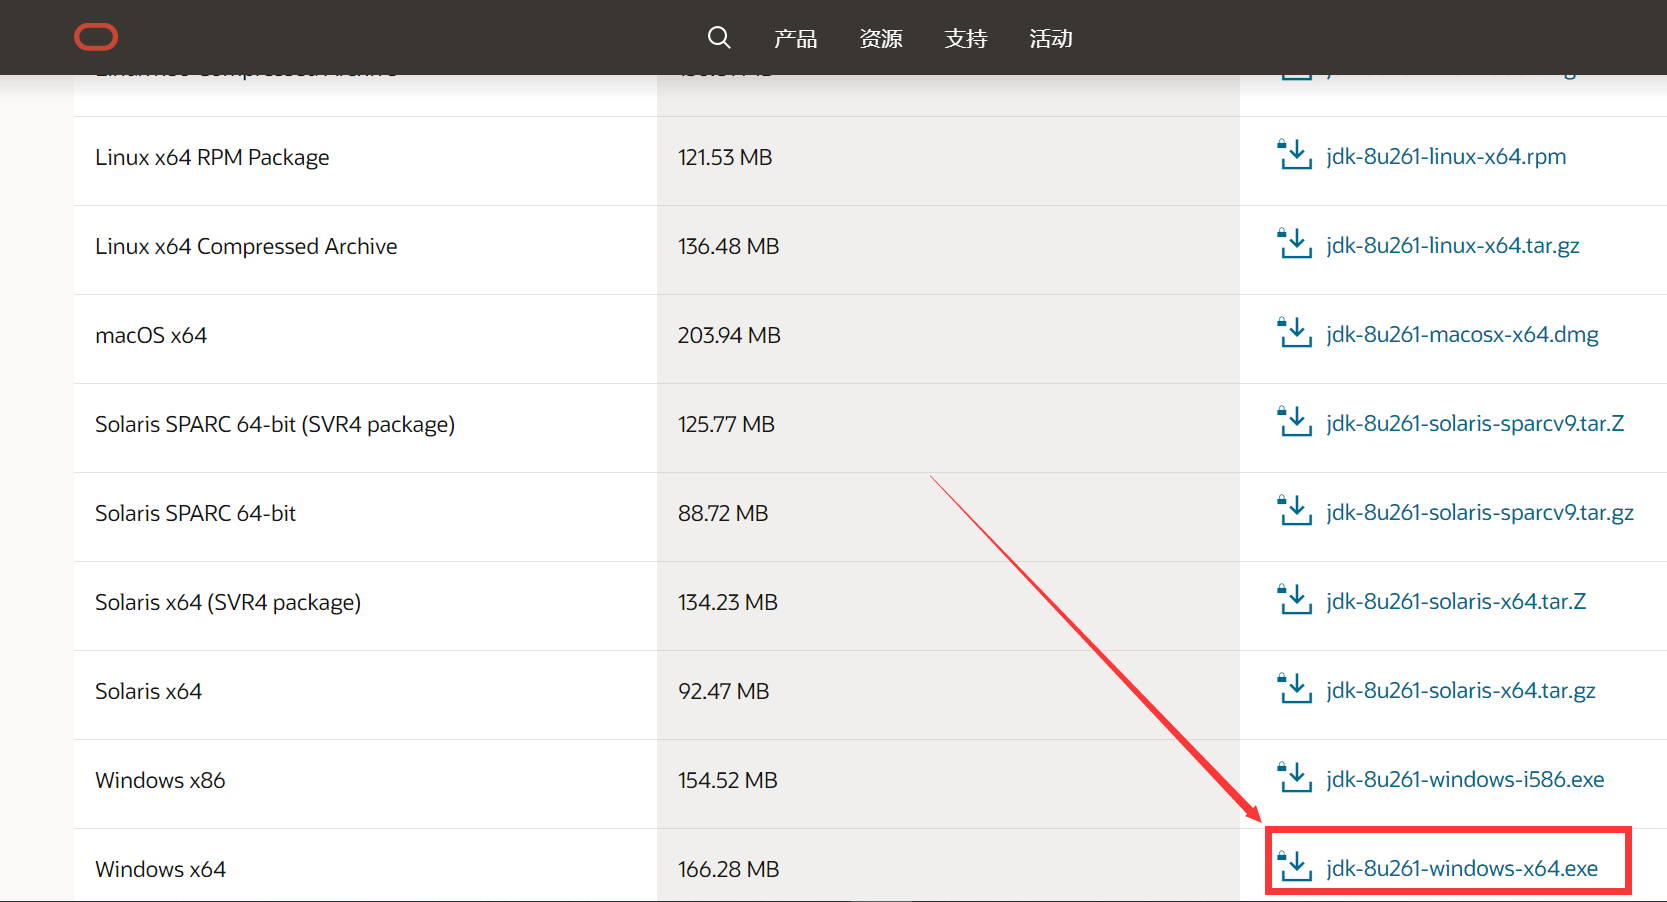 产品 资源 支持 活动
Linux x64 RPM Package 121.53 MB jdk-8u261-linux-x64.rpm
Linux x64 Compressed Archive 136.48 MB jdk-8u261-linux-x64.tar.gz
macOS x64 203.94 MB jdk-8u261-macosx-x64.dmg
Solaris SPARC 64-bit (SVR4 package) 125.77 MB jdk-8u261-solaris-sparcv9.tar.Z
Solaris SPARC 64-bit 88.72 MB jdk-8u261-solaris-sparcv9.tar.gz
Solaris x64 (SVR4 package) 134.23 MB jdk-8u261-solaris-x64.tar.Z
Solaris x64 92.47 MB jdk-8u261-solaris-x64.tar.gz
Windows x86 154.52 MB jdk-8u261-windows-i586.exe
Windows x64 166.28 MB jdk-8u261-windows-x64.exe